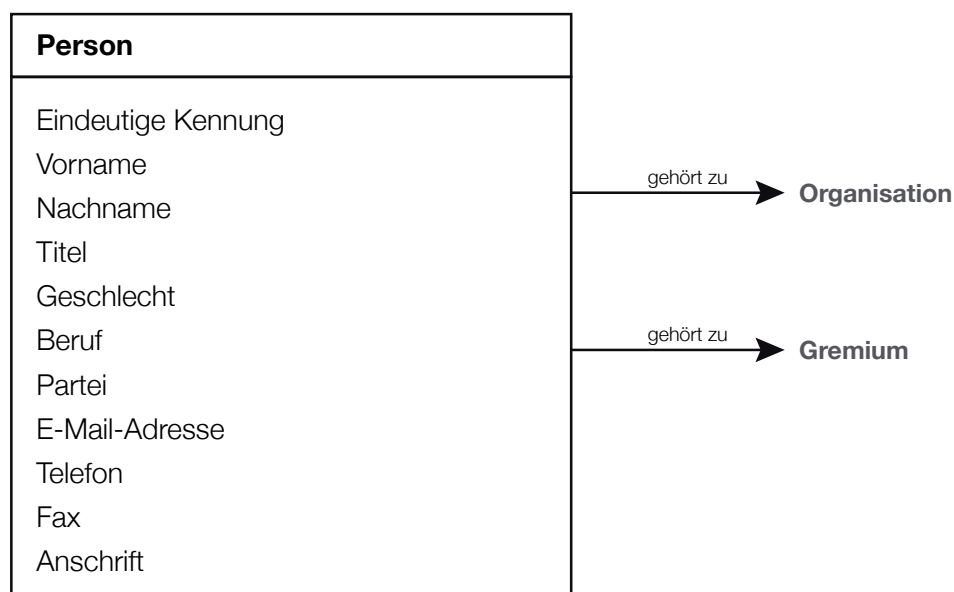 Person
Eindeutige Kennung
Vorname
Nachname
Titel
Geschlecht
Beruf
Partei
E-Mail-Adresse
Telefon
Fax
Anschrift
gehört zu
Organisation
gehört zu
Gremium